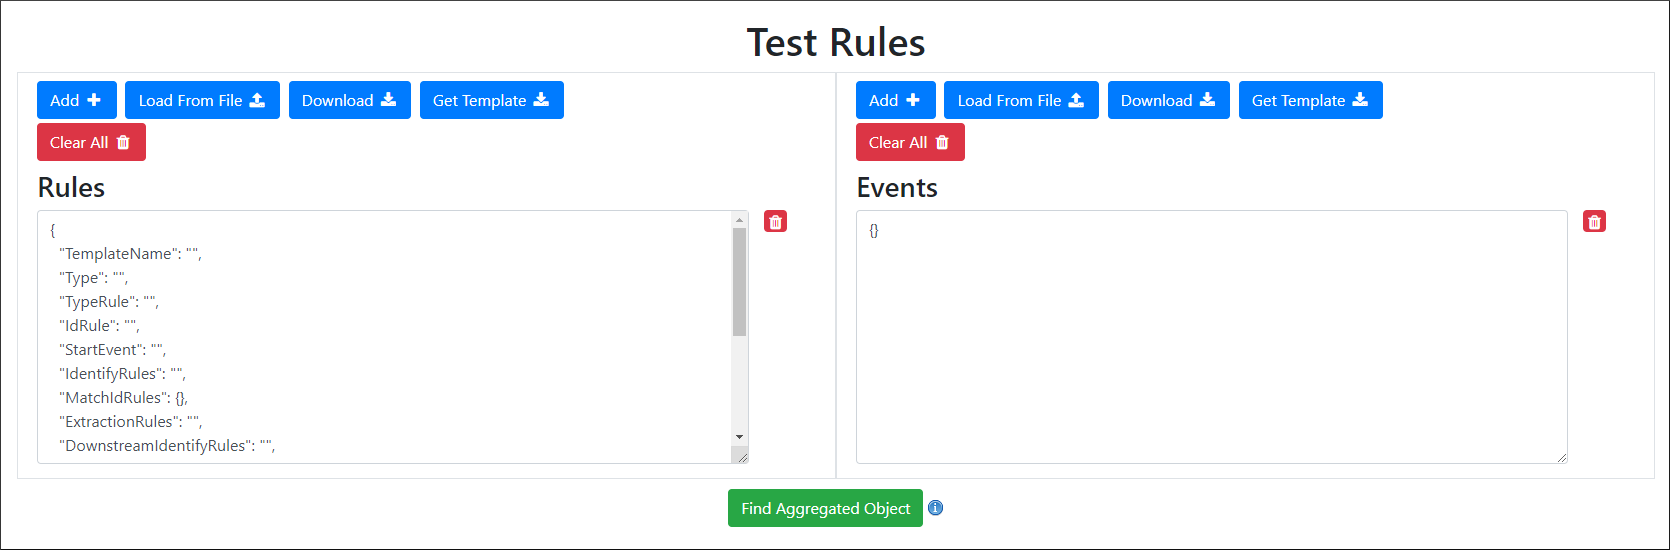 Test Rules
Add
Load From File
Download
Get Template
Clear All
Rules
{
"TemplateName": "",
"Type": "",
"TypeRule": "",
"IdRule": "",
"StartEvent": "",
"IdentifyRules": "",
"MatchIdRules": {},
"ExtractionRules": "",
"DownstreamIdentifyRules": "",
Add
Load From File
Download
Get Template
Clear All
Events
{}
Find Aggregated Object